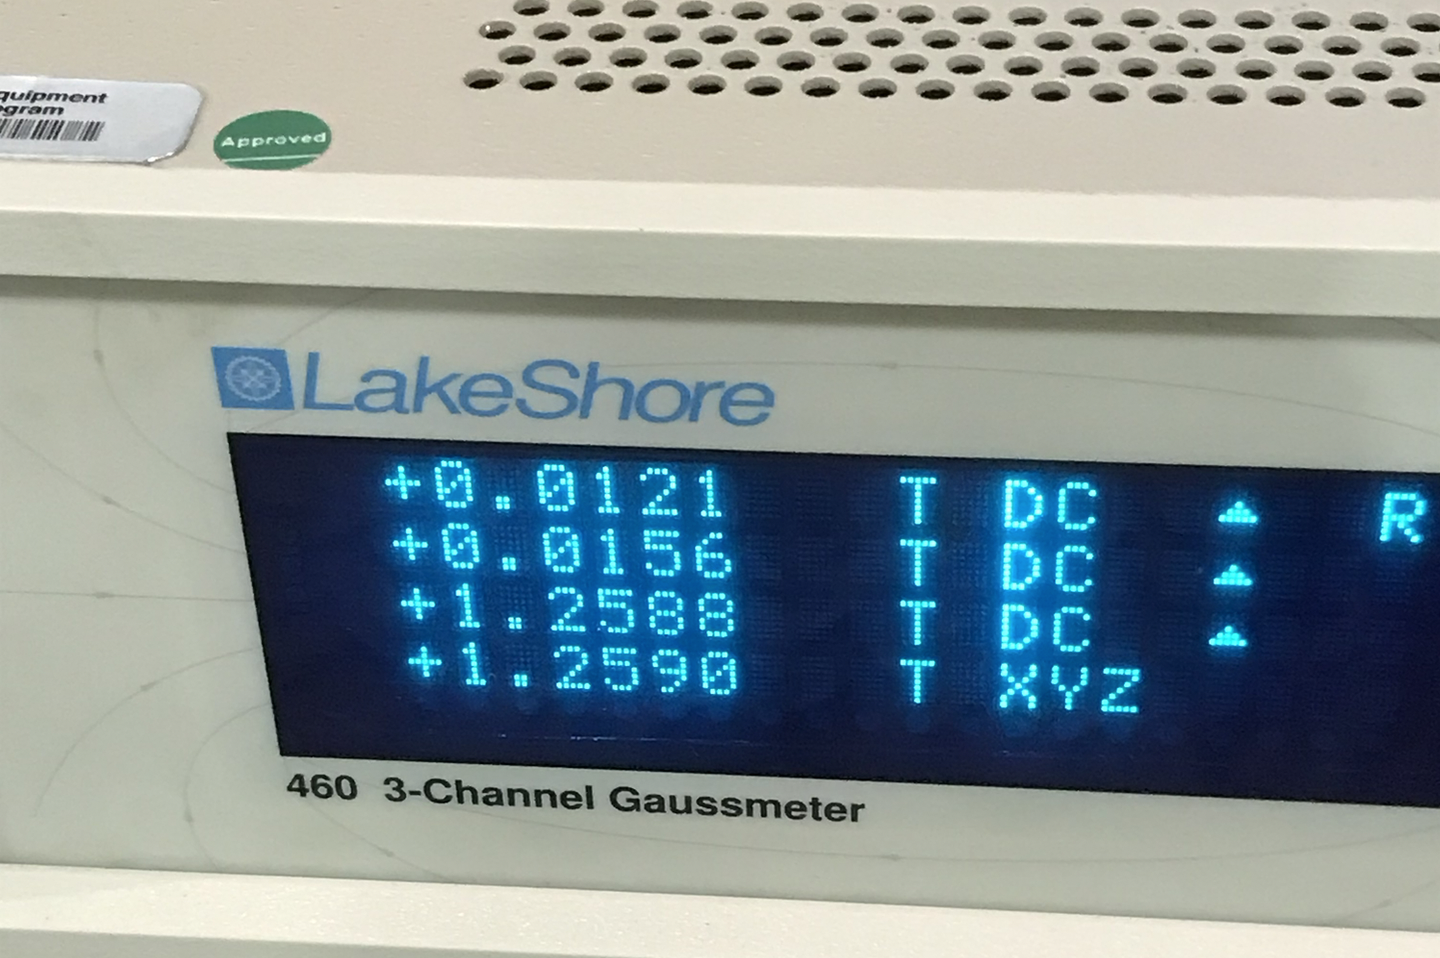 quipment
ogram
Approved
LakeShore
+0.0121 T DC ▲ R
+0.0156 T DC ▲
+1.2588 T DC ▲
+1.2590 T XYZ
460 3-Channel Gaussmeter